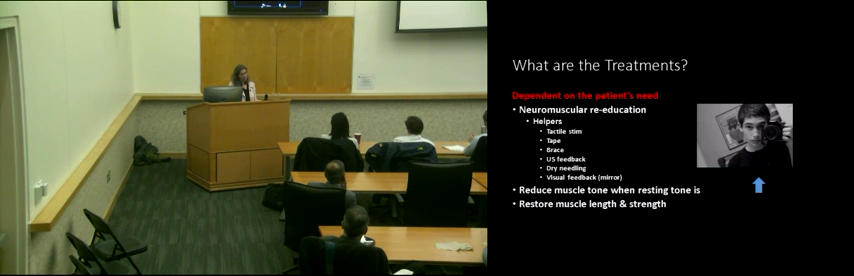 What are the Treatments?
Dependent on the patient's need
• Neuromuscular re-education
• Helpers
• Tactile stim
• Tape
• Brace
• US feedback
• Dry needling
• Visual feedback (mirror)
• Reduce muscle tone when resting tone is
• Restore muscle length & strength